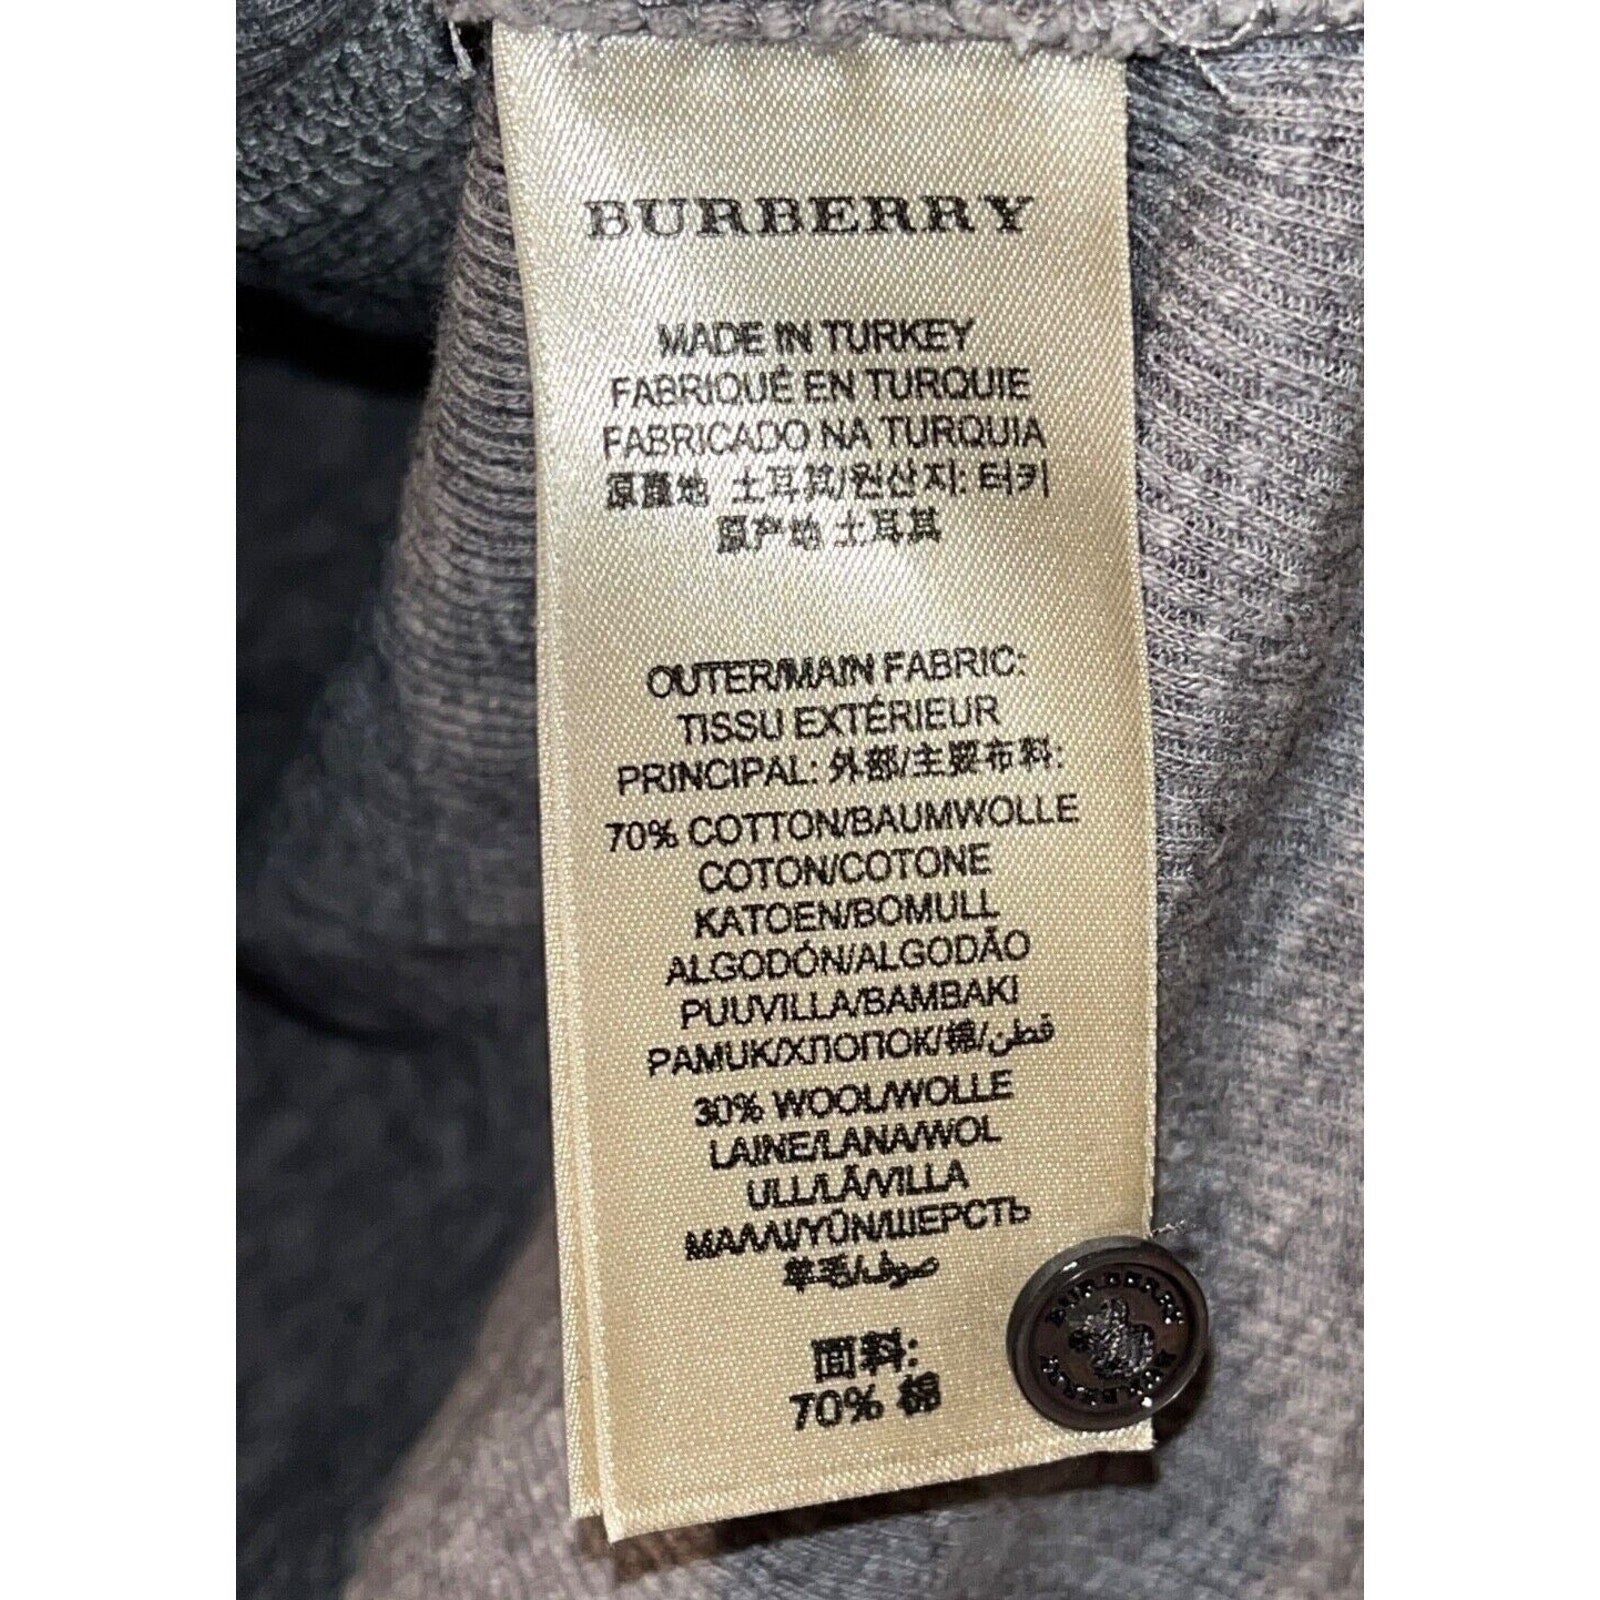 BURBERRY
MADE IN TURKEY
FABRIQUÉ EN TURQUIE
FABRICADO NA TURQUIA
原產地 土耳其/원산지: 터키
原产地 土耳其
OUTER/MAIN FABRIC:
TISSU EXTÉRIEUR
PRINCIPAL: 外部/主要布料:
70% COTTON/BAUMWOLLE
COTON/COTONE
KATOEN/BOMULL
ALGODÓN/ALGODÃO
PUUVILLA/BAMBAKI
PAMUK/ХЛОПОК/棉/قطن
30% WOOL/WOLLE
LAINE/LANA/WOL
ULL/LÃ/VILLA
ΜΑΛΛΙ/YÜN/ШЕРСТЬ
羊毛/صوف
面料:
70% 棉
BURBERRY
BURBERRY